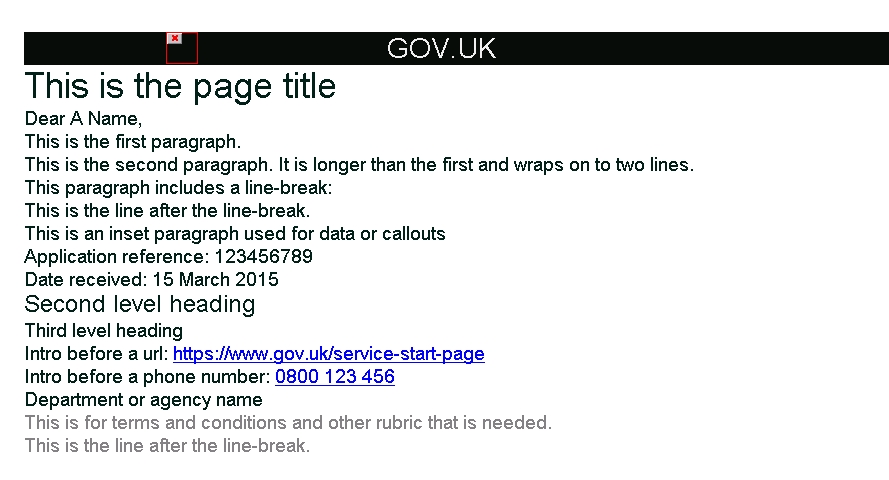 GOV.UK
This is the page title
Dear A Name,
This is the first paragraph.
This is the second paragraph. It is longer than the first and wraps on to two lines.
This paragraph includes a line-break:
This is the line after the line-break.
This is an inset paragraph used for data or callouts
Application reference: 123456789
Date received: 15 March 2015
Second level heading
Third level heading
Intro before a url: https://www.gov.uk/service-start-page
Intro before a phone number: 0800 123 456
Department or agency name
This is for terms and conditions and other rubric that is needed.
This is the line after the line-break.